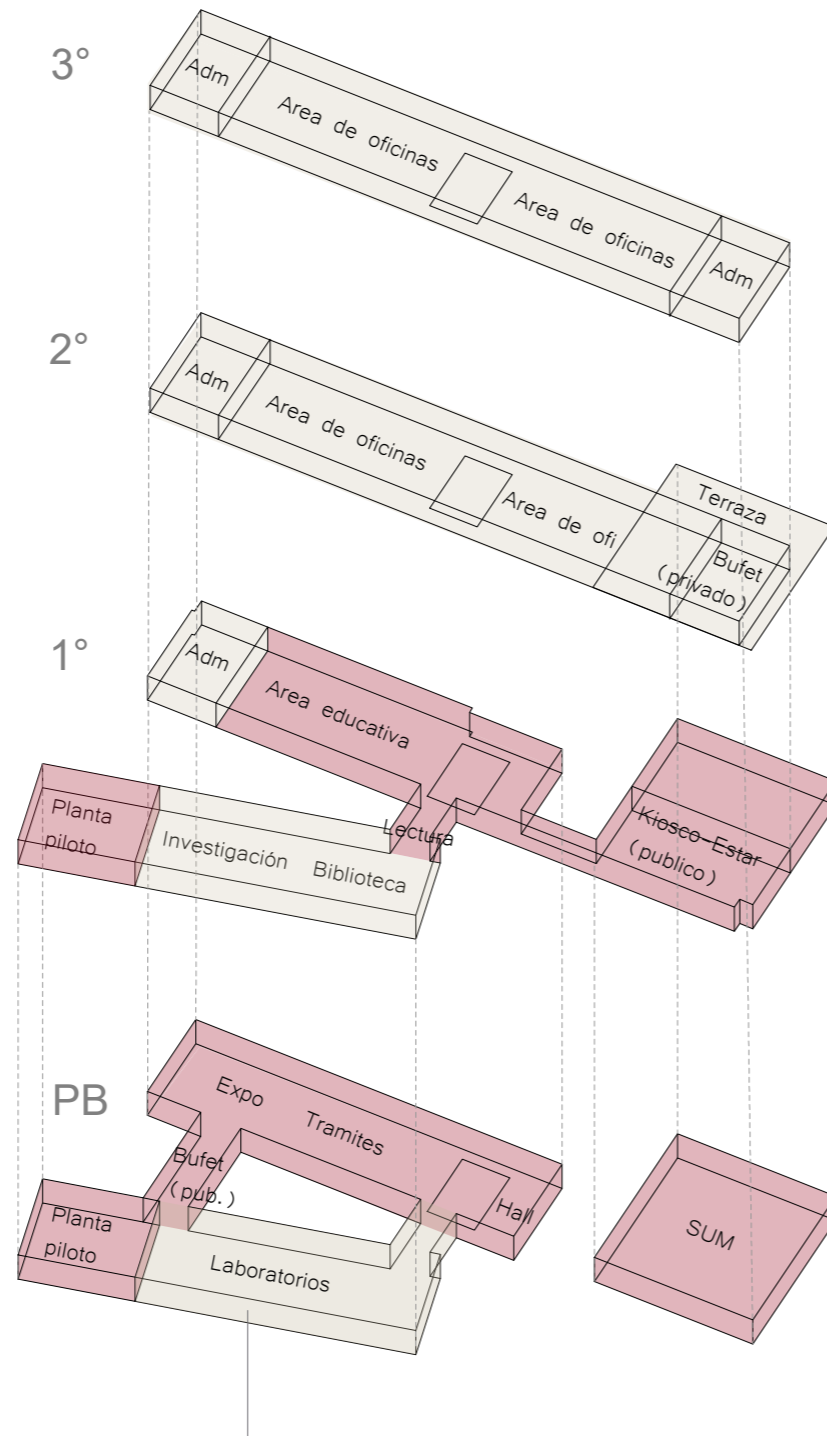 3°
Adm
Area de oficinas
Area de oficinas
Adm
2°
Adm
Area de oficinas
Area de ofi
Terraza
Bufet
(privado)
1°
Adm
Area educativa
Planta
piloto
Investigación
Biblioteca
Lectura
Kiosco-Estar
(publico)
PB
Expo
Tramites
Hall
Bufet
(pub.)
Planta
piloto
Laboratorios
SUM